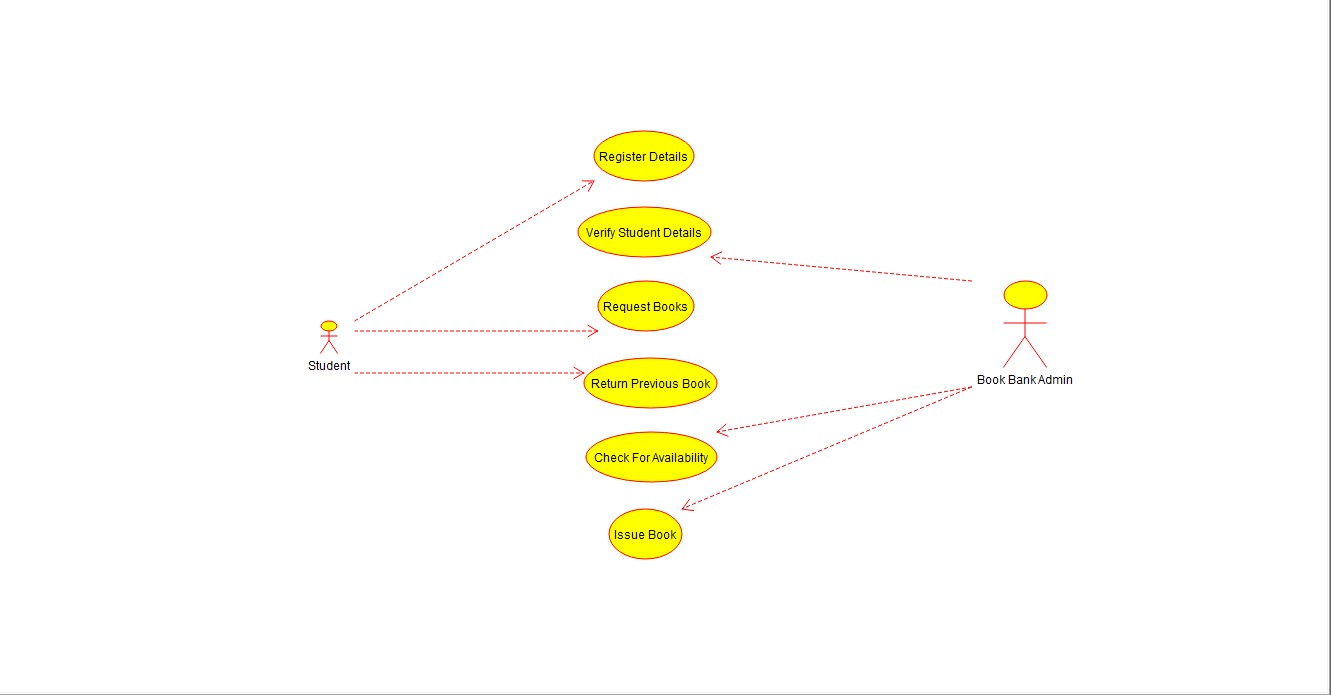 Register Details
Verify Student Details
Request Books
Student
Return Previous Book
Book Bank Admin
Check For Availability
Issue Book